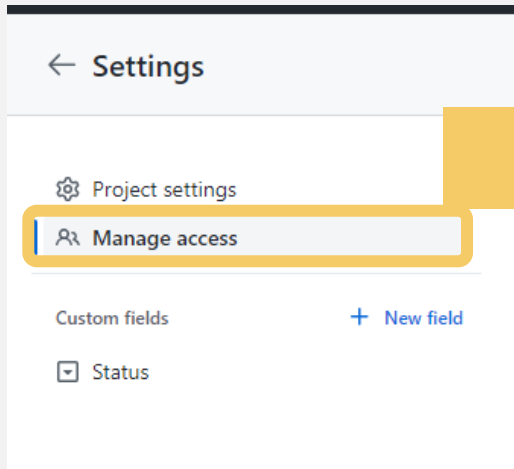 Settings
Project settings
Manage access
Custom fields + New field
Status